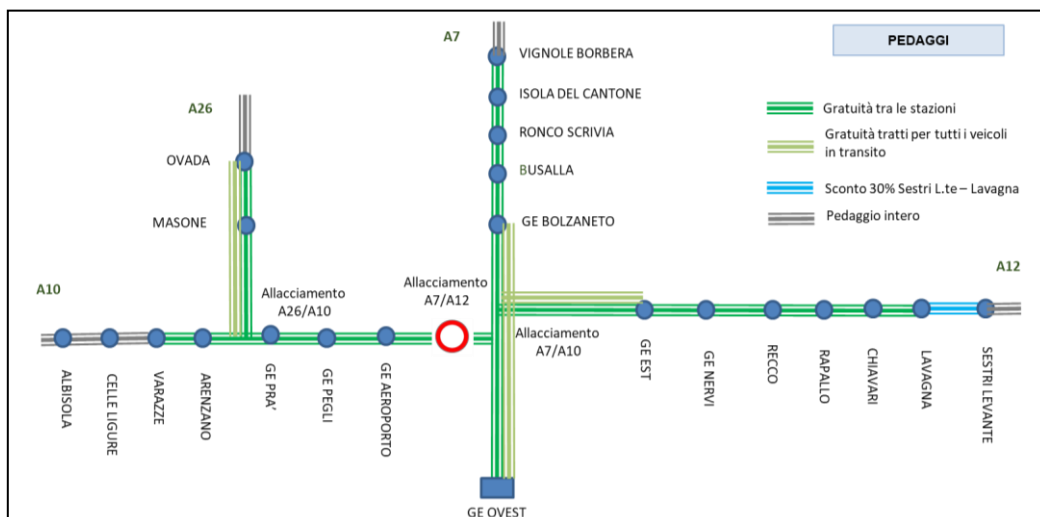 PEDAGGI
A7
VIGNOLE BORBERA
ISOLA DEL CANTONE
RONCO SCRIVIA
BUSALLA
GE BOLZANETO
A26
OVADA
MASONE
Gratuità tra le stazioni
Gratuità tratti per tutti i veicoli
in transito
Sconto 30% Sestri L.te – Lavagna
Pedaggio intero
A10
Allacciamento
A26/A10
Allacciamento
A7/A12
A12
Allacciamento
A7/A10
ALBISOLA
CELLE LIGURE
VARAZZE
ARENZANO
GE PRA’
GE PEGLI
GE AEROPORTO
GE EST
GE NERVI
RECCO
RAPALLO
CHIAVARI
LAVAGNA
SESTRI LEVANTE
GE OVEST